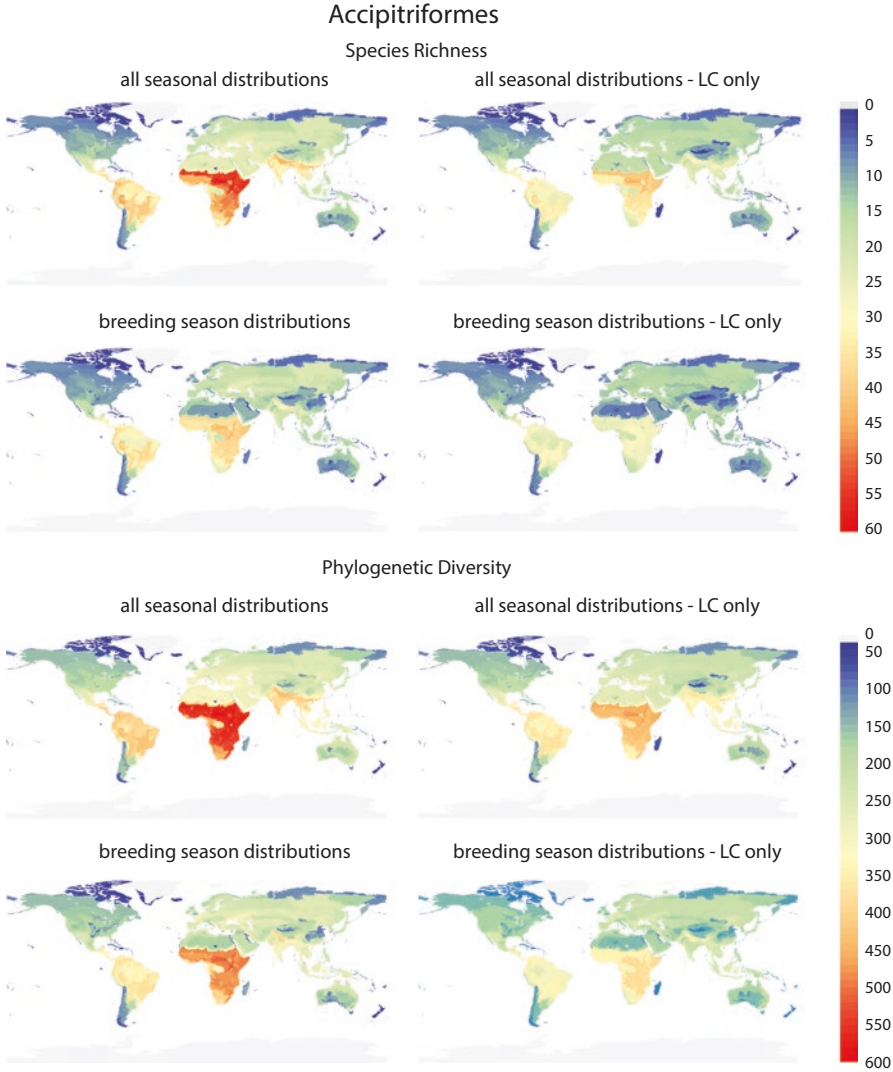 Accipitriformes
Species Richness
all seasonal distributions
all seasonal distributions - LC only
0
5
10
15
20
25
30
35
40
45
50
55
60
breeding season distributions
breeding season distributions - LC only
Phylogenetic Diversity
all seasonal distributions
all seasonal distributions - LC only
0
50
100
150
200
250
300
350
400
450
500
550
600
breeding season distributions
breeding season distributions - LC only